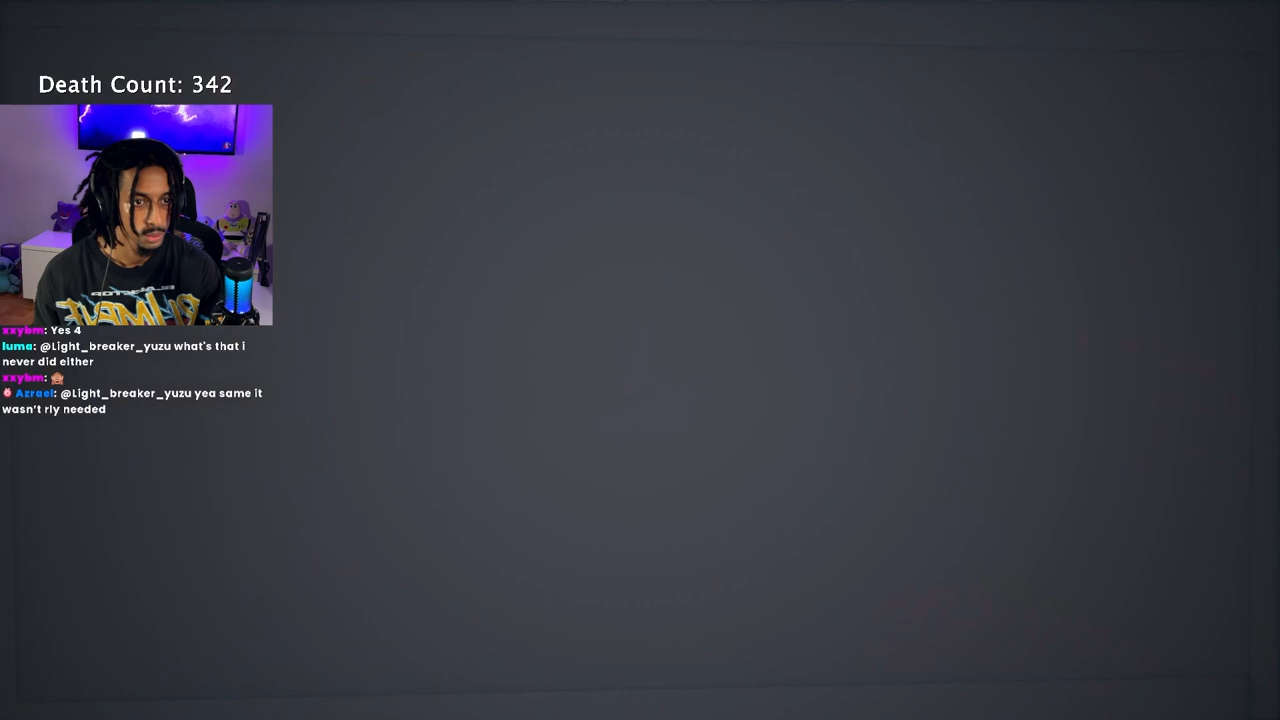 Death Count: 342
xxybm: Yes 4
luma: @Light_breaker_yuzu what's that i
never did either
xxybm:
Azrael: @Light_breaker_yuzu yea same it
wasn't rly needed